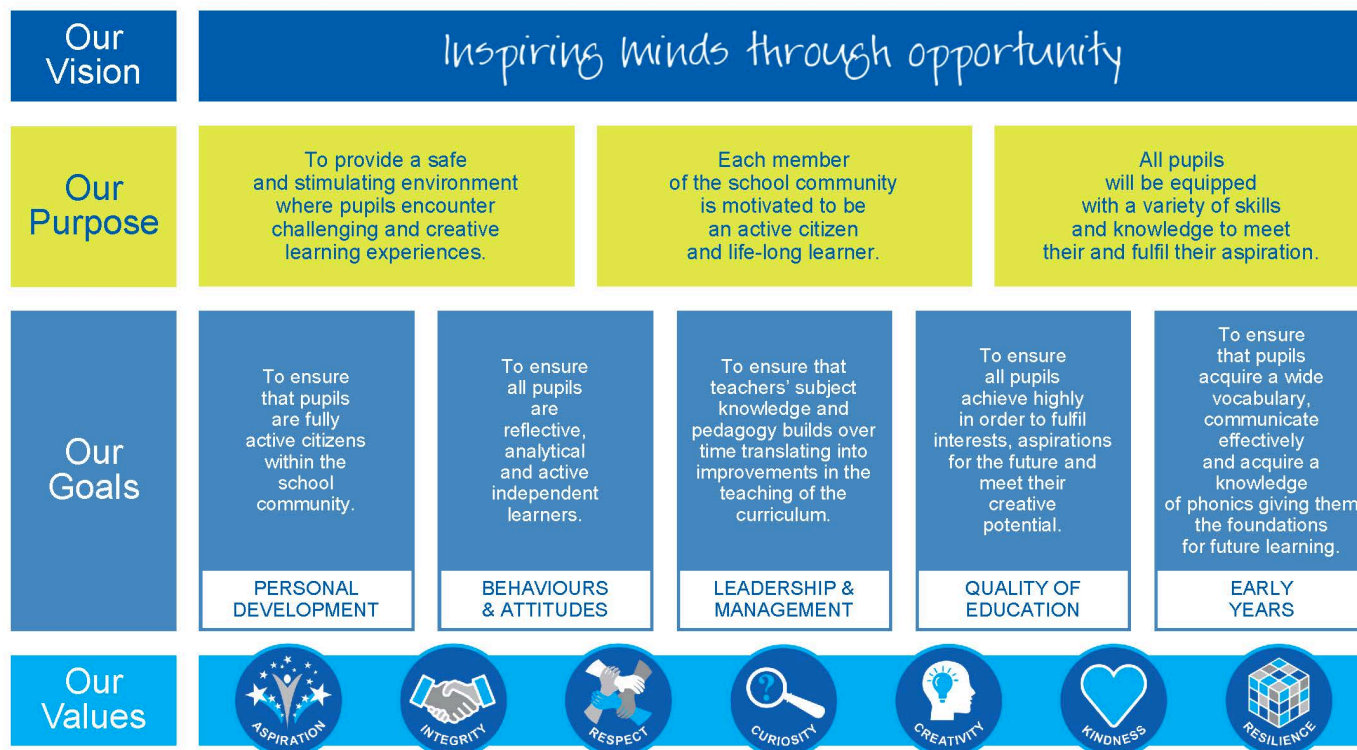 Our
Vision
Inspiring minds through opportunity
Our
Purpose
To provide a safe
and stimulating environment
where pupils encounter
challenging and creative
learning experiences.
Each member
of the school community
is motivated to be
an active citizen
and life-long learner.
All pupils
will be equipped
with a variety of skills
and knowledge to meet
their and fulfil their aspiration.
Our
Goals
To ensure
that pupils
are fully
active citizens
within the
school
community.
PERSONAL
DEVELOPMENT
To ensure
all pupils
are
reflective,
analytical
and active
independent
learners.
BEHAVIOURS
& ATTITUDES
To ensure that
teachers' subject
knowledge and
pedagogy builds over
time translating into
improvements in the
teaching of the
curriculum.
LEADERSHIP &
MANAGEMENT
To ensure
all pupils
achieve highly
in order to fulfil
interests, aspirations
for the future and
meet their
creative
potential.
QUALITY OF
EDUCATION
To ensure
that pupils
acquire a wide
vocabulary,
communicate
effectively
and acquire a
knowledge
of phonics giving them
the foundations
for future learning.
EARLY
YEARS
Our
Values
ASPIRATION
INTEGRITY
RESPECT
?
CURIOSITY
CREATIVITY
KINDNESS
RESILIENCE